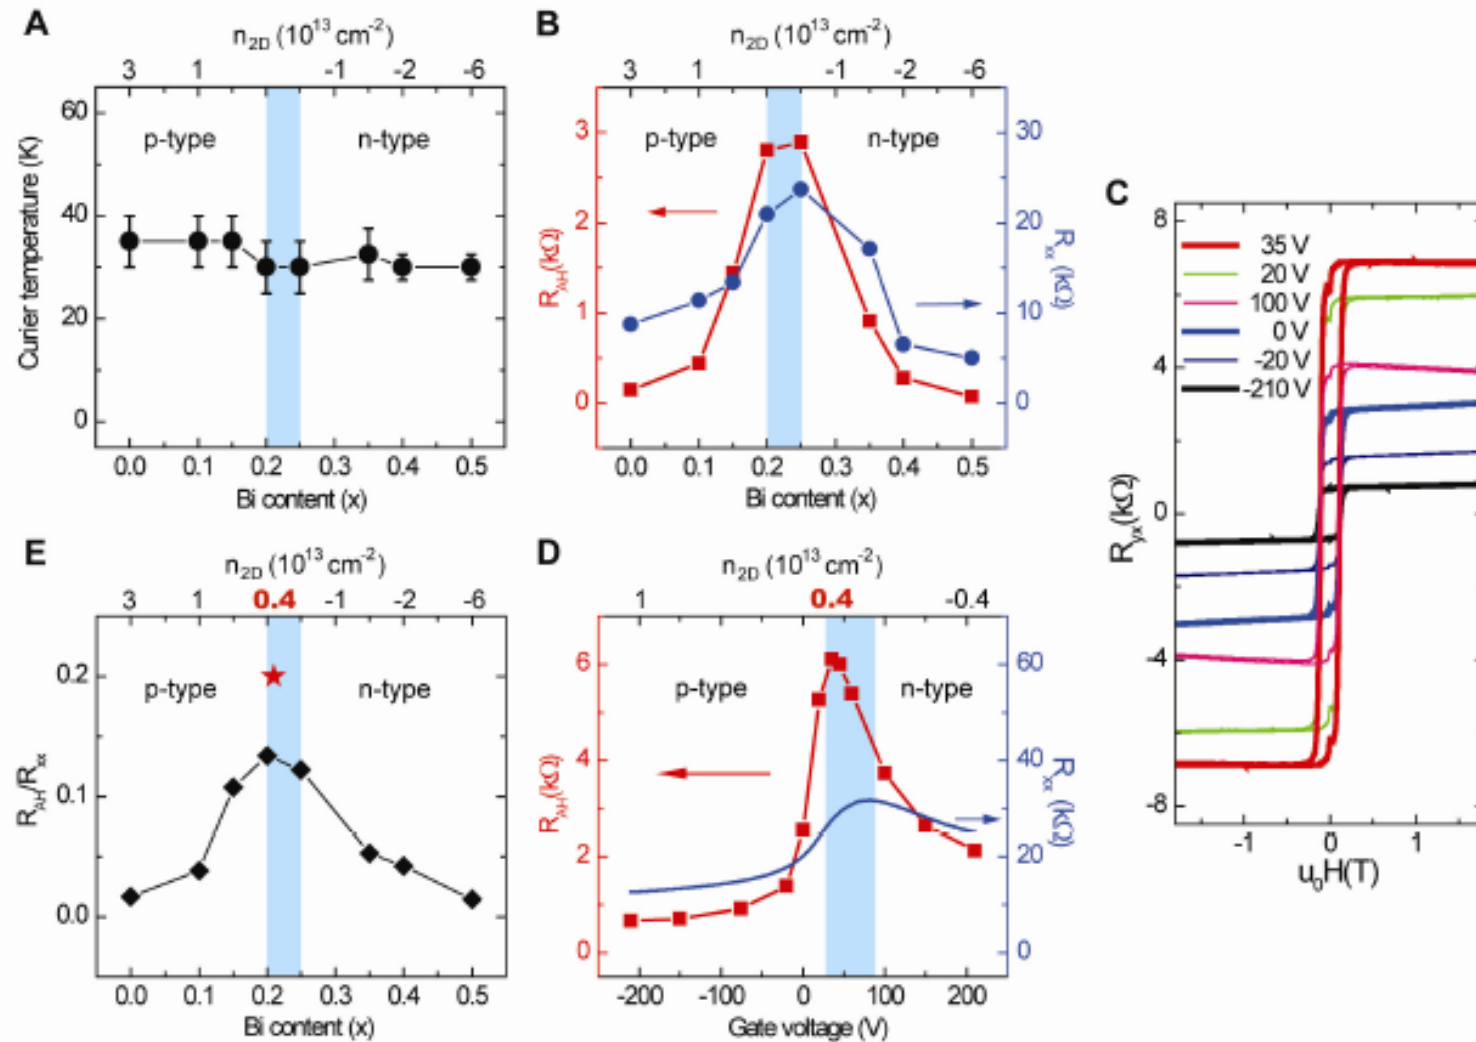 A
n2D (10^13 cm^-2)
3 1 -1 -2 -6
Curier temperature (K)
60
40
20
0
p-type n-type
0.0 0.1 0.2 0.3 0.4 0.5
Bi content (x)
B
n2D (10^13 cm^-2)
3 1 -1 -2 -6
RAH(kΩ)
3
2
1
0
p-type n-type
30
20
10
0
Rxx (kΩ)
0.0 0.1 0.2 0.3 0.4 0.5
Bi content (x)
C
Ryx(kΩ)
8
4
0
-4
-8
35 V
20 V
100 V
0 V
-20 V
-210 V
-1 0 1
u0H(T)
E
n2D (10^13 cm^-2)
3 1 0.4 -1 -2 -6
RAH/Rxx
0.2
0.1
0.0
p-type n-type
0.0 0.1 0.2 0.3 0.4 0.5
Bi content (x)
D
n2D (10^13 cm^-2)
1 0.4 -0.4
RAH(kΩ)
6
4
2
0
p-type n-type
60
40
20
0
Rxx (kΩ)
-200 -100 0 100 200
Gate voltage (V)